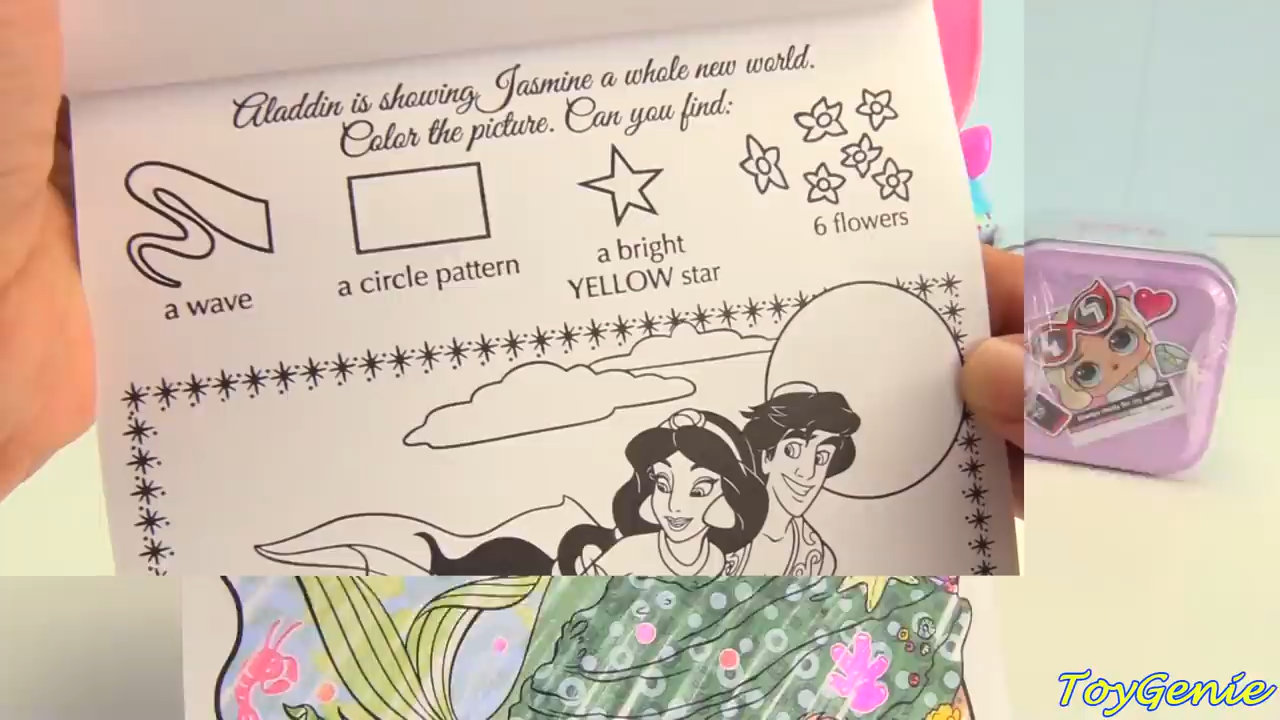 Aladdin is showing Jasmine a whole new world.
Color the picture. Can you find:
a wave
a circle pattern
a bright
YELLOW star
6 flowers
ToyGenie